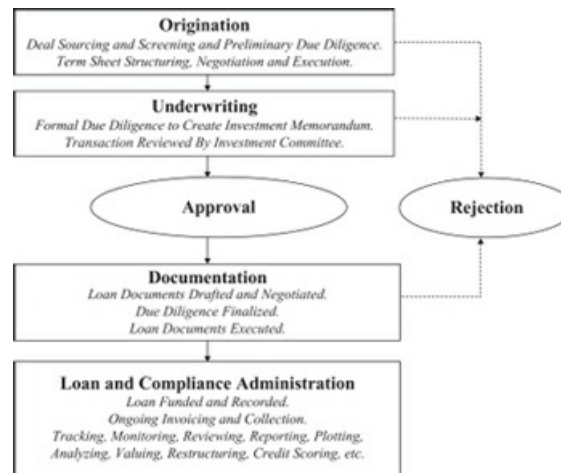 Origination
Deal Sourcing and Screening and Preliminary Due Diligence.
Term Sheet Structuring, Negotiation and Execution.
Underwriting
Formal Due Diligence to Create Investment Memorandum.
Transaction Reviewed By Investment Committee.
Approval
Rejection
Documentation
Loan Documents Drafted and Negotiated.
Due Diligence Finalized.
Loan Documents Executed.
Loan and Compliance Administration
Loan Funded and Recorded.
Ongoing Invoicing and Collection.
Tracking, Monitoring, Reviewing, Reporting, Plotting,
Analyzing, Valuing, Restructuring, Credit Scoring, etc.